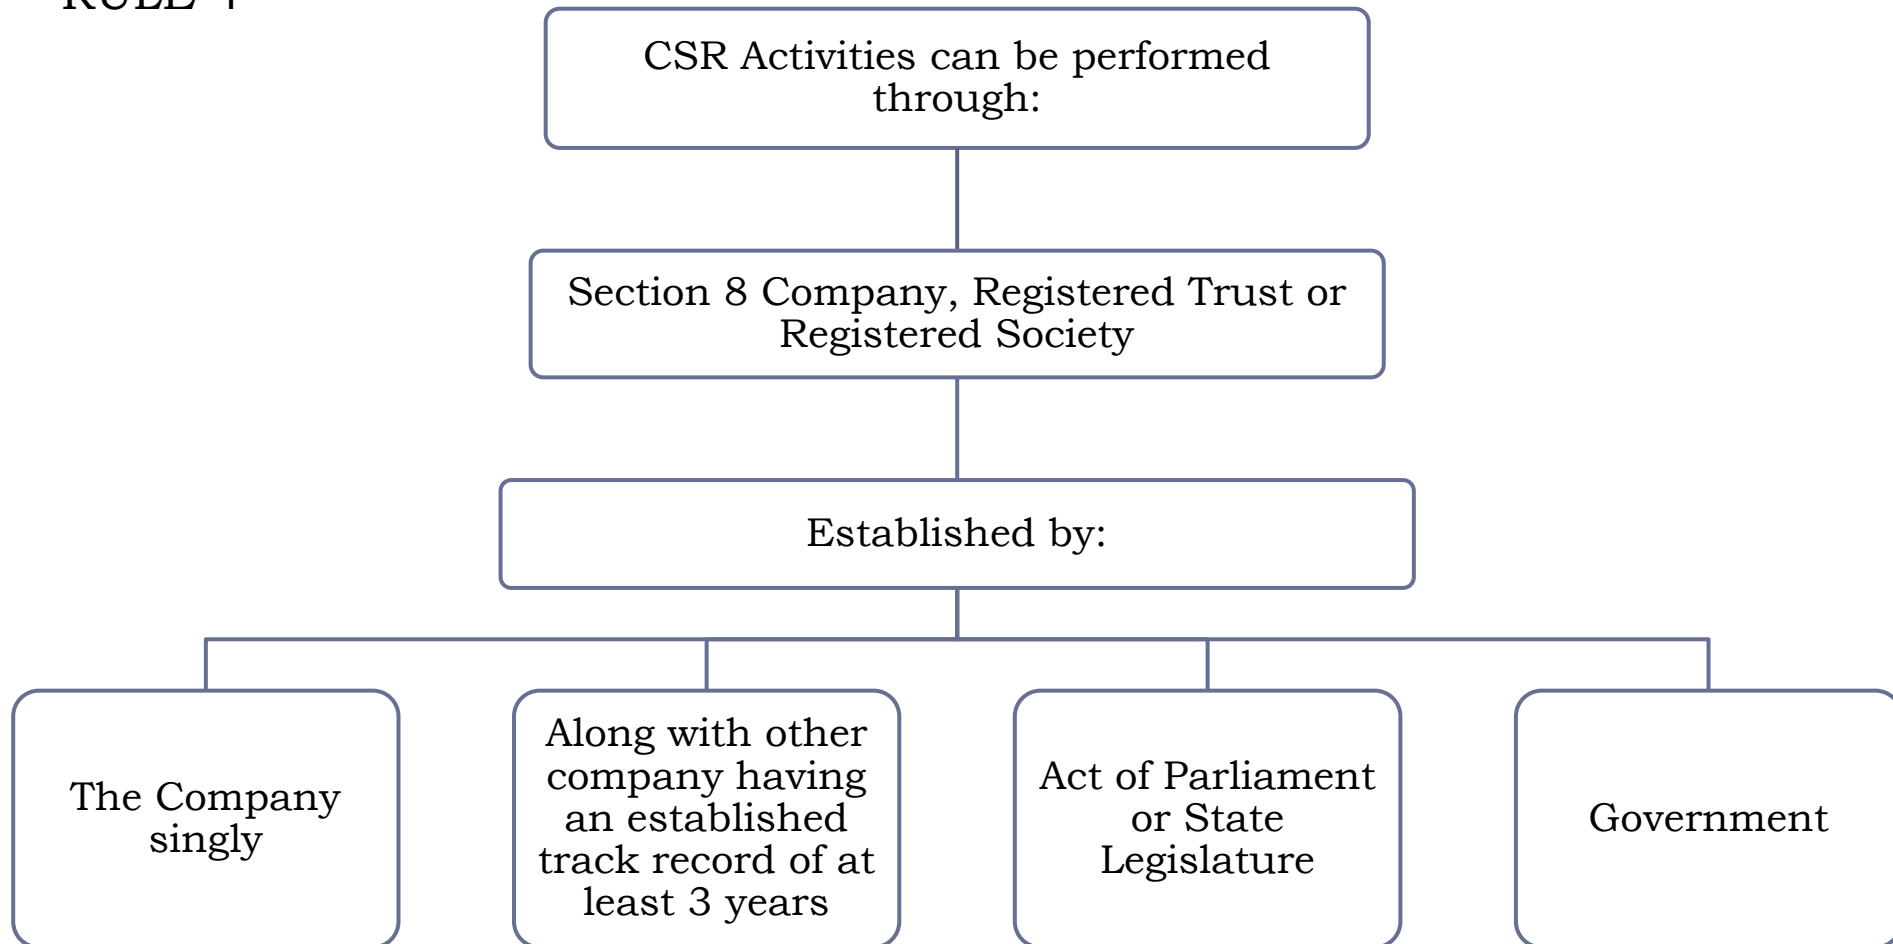 RULE 4
CSR Activities can be performed
through:
Section 8 Company, Registered Trust or
Registered Society
Established by:
The Company
singly
Along with other
company having
an established
track record of at
least 3 years
Act of Parliament
or State
Legislature
Government